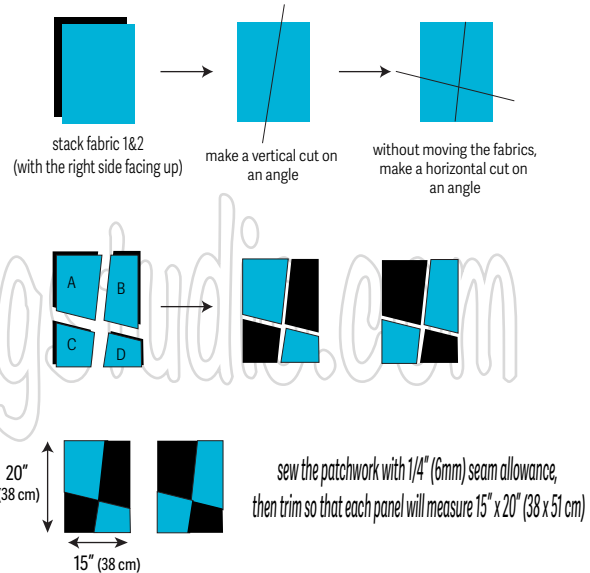 stack fabric 1&2
(with the right side facing up)
make a vertical cut on
an angle
without moving the fabrics,
make a horizontal cut on
an angle
A
B
C
D
gstudio.com
20"
(38 cm)
15" (38 cm)
sew the patchwork with 1/4" (6mm) seam allowance,
then trim so that each panel will measure 15" x 20" (38 x 51 cm)